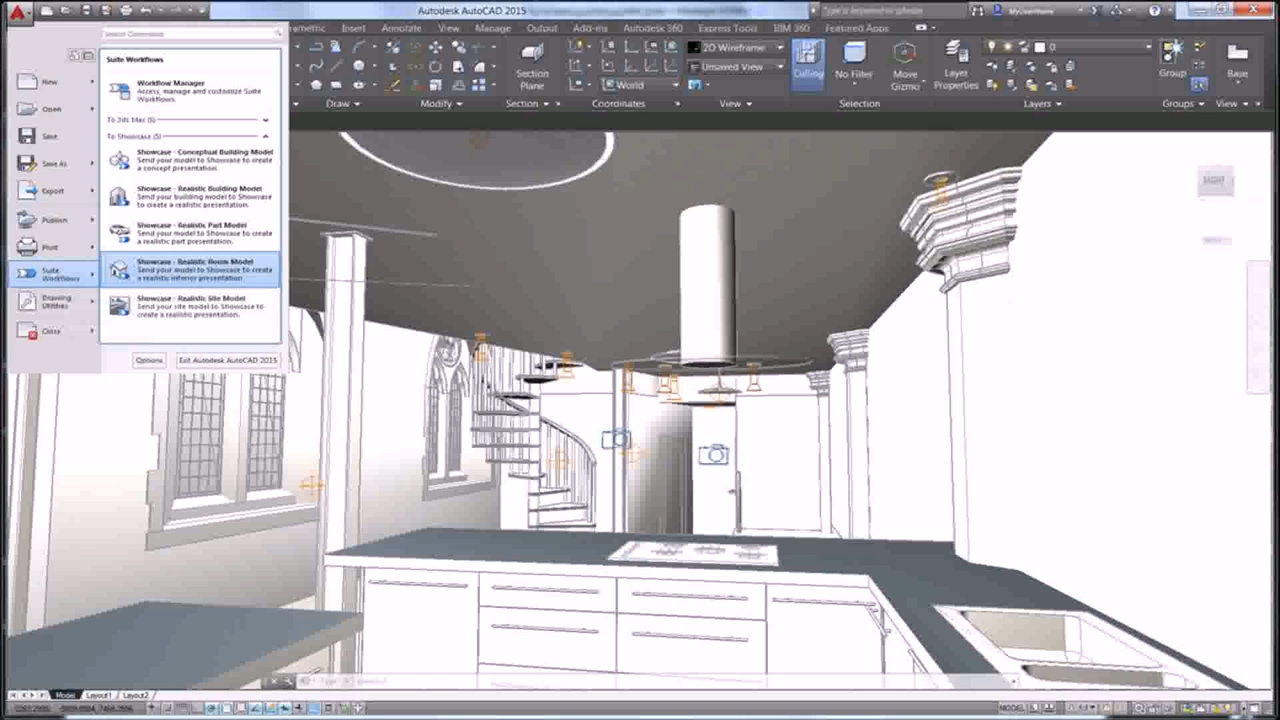 Autodesk AutoCAD 2015
MyUserName
Insert Annotate View Manage Output Add-ins Autodesk 360 Express Tools BIM 360 Featured Apps
Search Commands
Suite Workflows
Workflow Manager
Access, manage and customize Suite
Workflows.
To 3ds Max (5)
To Showcase (5)
Showcase - Conceptual Building Model
Send your model to Showcase to create
a concept presentation.
Showcase - Realistic Building Model
Send your building model to Showcase
to create a realistic presentation.
Showcase - Realistic Part Model
Send your model to Showcase to create
a realistic part presentation.
Showcase - Realistic Room Model
Send your model to Showcase to create
a realistic interior presentation.
Showcase - Realistic Site Model
Send your site model to Showcase to
create a realistic presentation.
Options
Exit Autodesk AutoCAD 2015
New
Open
Save
Save As
Export
Publish
Print
Suite
Workflows
Drawing
Utilities
Close
Section
Plane
World
2D Wireframe
Unsaved View
Culling
No Filter
Move
Gizmo
Layer
Properties
0
Group
Base
Draw Modify Section Coordinates View Selection Layers Groups View
Model Layout1 Layout2
MODEL